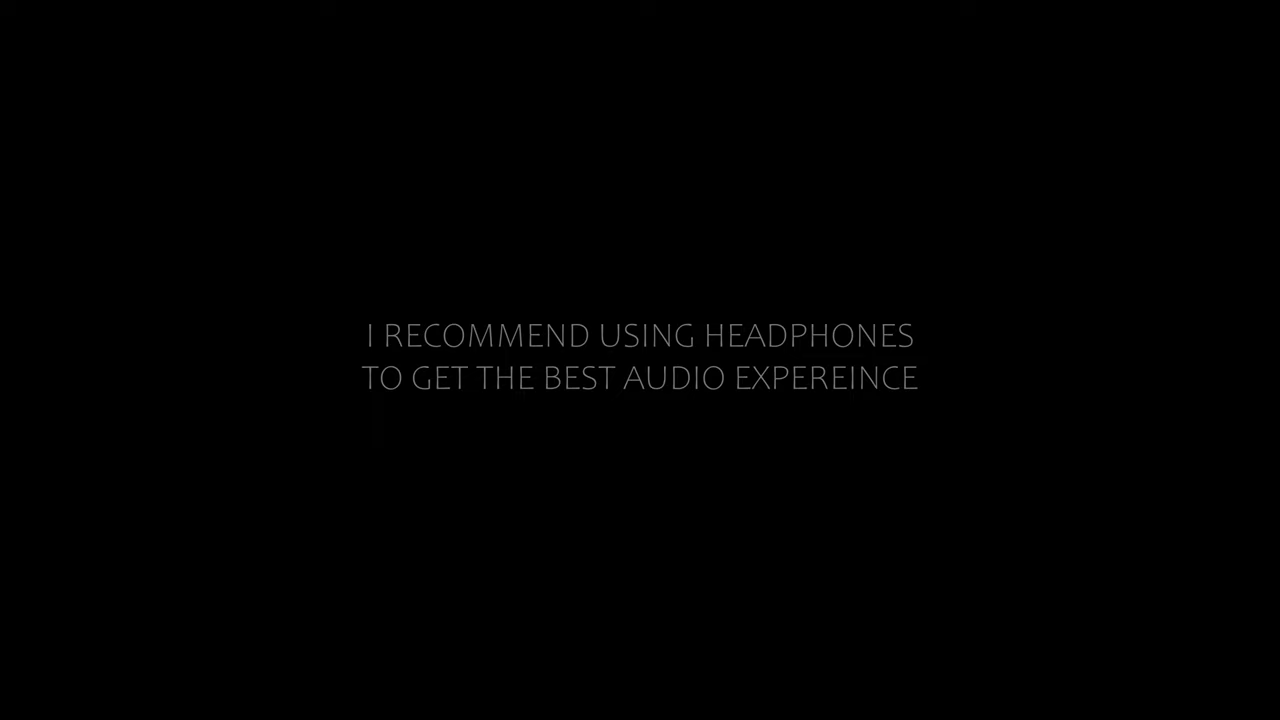 I RECOMMEND USING HEADPHONES
TO GET THE BEST AUDIO EXPEREINCE